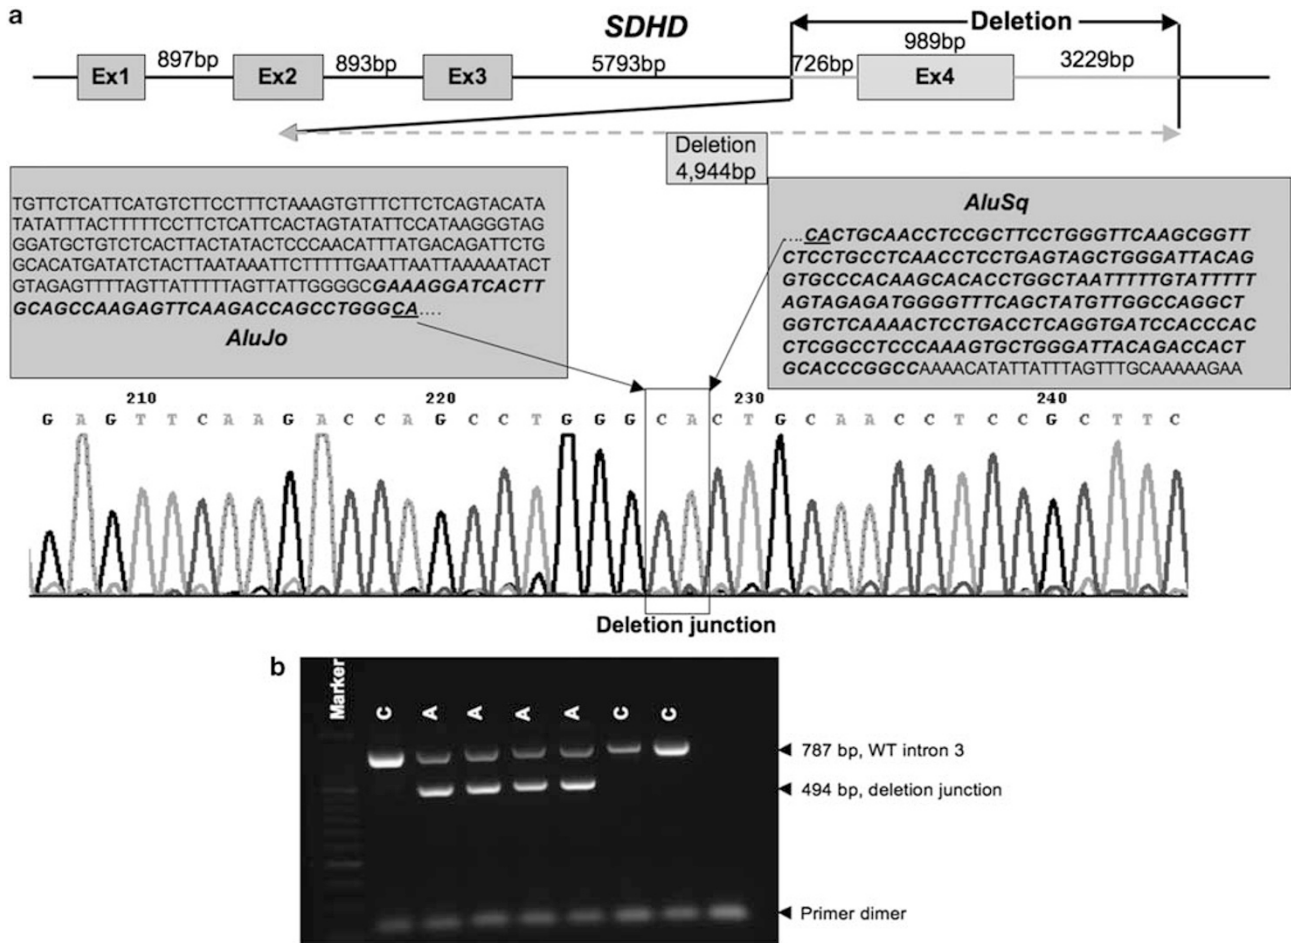 a
SDHD
Deletion
Ex1
897bp
Ex2
893bp
Ex3
5793bp
726bp
989bp
Ex4
3229bp
Deletion
4,944bp
TGTTCTCATTCATGTCTTCCTTTCTAAAGTGTTTCTTCTCAGTACATA
TATATTTACTTTTTCCTTCTCATTCACTAGTATATTCCATAAGGGTAG
GGATGCTGTCTCACTTACTATACTCCCAACATTTATGACAGATTCTG
GCACATGATATCTACTTAATAAATTCTTTTTGAATTAATTAAAAATACT
GTAGAGTTTTAGTTATTTTTAGTTATTGGGGCGAAAGGATCACTT
GCAGCCAAGAGTTCAAGACCAGCCTGGGCA....
AluJo
AluSq
....CACTGCAACCTCCGCTTCCTGGGTTCAAGCGGTT
CTCCTGCCTCAACCTCCTGAGTAGCTGGGATTACAG
GTGCCCACAAGCACACCTGGCTAATTTTTGTATTTTT
AGTAGAGATGGGGTTTCAGCTATGTTGGCCAGGCT
GGTCTCAAAACTCCTGACCTCAGGTGATCCACCCAC
CTCGGCCTCCCAAAGTGCTGGGATTACAGACCACT
GCACCCGGCCAAAACATATTATTTAGTTTGCAAAAAGAA
210 220 230 240
G A G T T C A A G A C C A G C C T G G G C A C T G C A A C C T C C G C T T C
Deletion junction
b
Marker
C A A A A C C
787 bp, WT intron 3
494 bp, deletion junction
Primer dimer